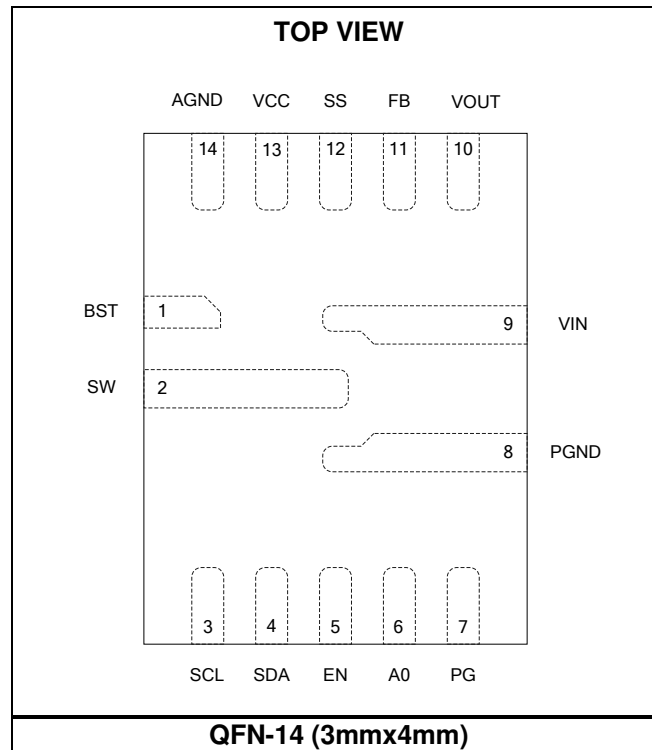 TOP VIEW
AGND VCC SS FB VOUT
14 13 12 11 10
BST 1 9 VIN
SW 2
8 PGND
3 4 5 6 7
SCL SDA EN A0 PG
QFN-14 (3mmx4mm)